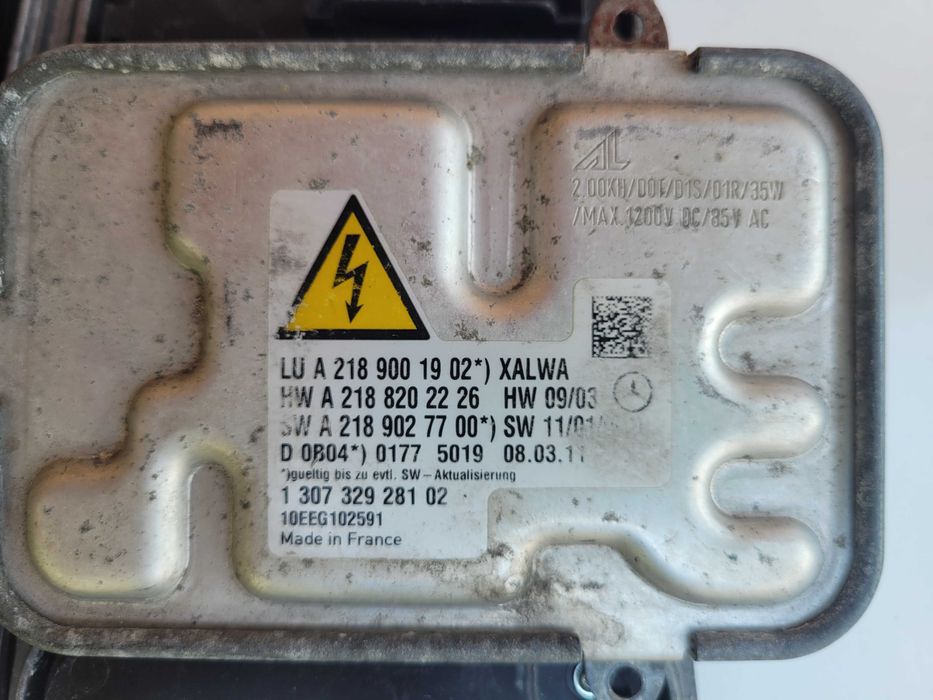 AL
2.00KH/DOT/D1S/D1R/35W
/MAX 1200V DC/85V AC
LU A 218 900 19 02*) XALWA
HW A 218 820 22 26 HW 09/03
SW A 218 902 77 00*) SW
D 0B04*) 0177 5019 08.03.11
*)gueltig bis zu evtl. SW-Aktualisierung
1 307 329 281 02
10EEG102591
Made in France